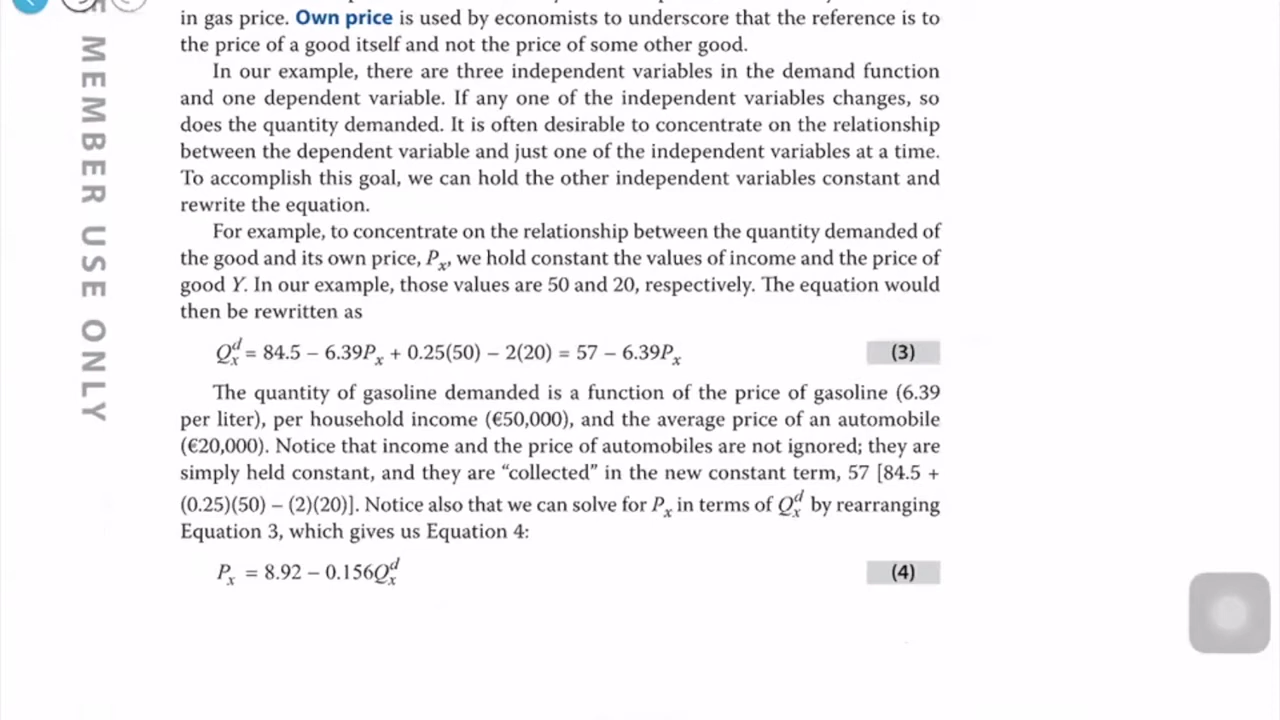 in gas price. Own price is used by economists to underscore that the reference is to
the price of a good itself and not the price of some other good.
In our example, there are three independent variables in the demand function
and one dependent variable. If any one of the independent variables changes, so
does the quantity demanded. It is often desirable to concentrate on the relationship
between the dependent variable and just one of the independent variables at a time.
To accomplish this goal, we can hold the other independent variables constant and
rewrite the equation.
For example, to concentrate on the relationship between the quantity demanded of
the good and its own price, Pₓ, we hold constant the values of income and the price of
good Y. In our example, those values are 50 and 20, respectively. The equation would
then be rewritten as
Qₓᵈ = 84.5 – 6.39Pₓ + 0.25(50) – 2(20) = 57 – 6.39Pₓ (3)
The quantity of gasoline demanded is a function of the price of gasoline (6.39
per liter), per household income (€50,000), and the average price of an automobile
(€20,000). Notice that income and the price of automobiles are not ignored; they are
simply held constant, and they are “collected” in the new constant term, 57 [84.5 +
(0.25)(50) – (2)(20)]. Notice also that we can solve for Pₓ in terms of Qₓᵈ by rearranging
Equation 3, which gives us Equation 4:
Pₓ = 8.92 – 0.156Qₓᵈ (4)
MEMBER USE ONLY